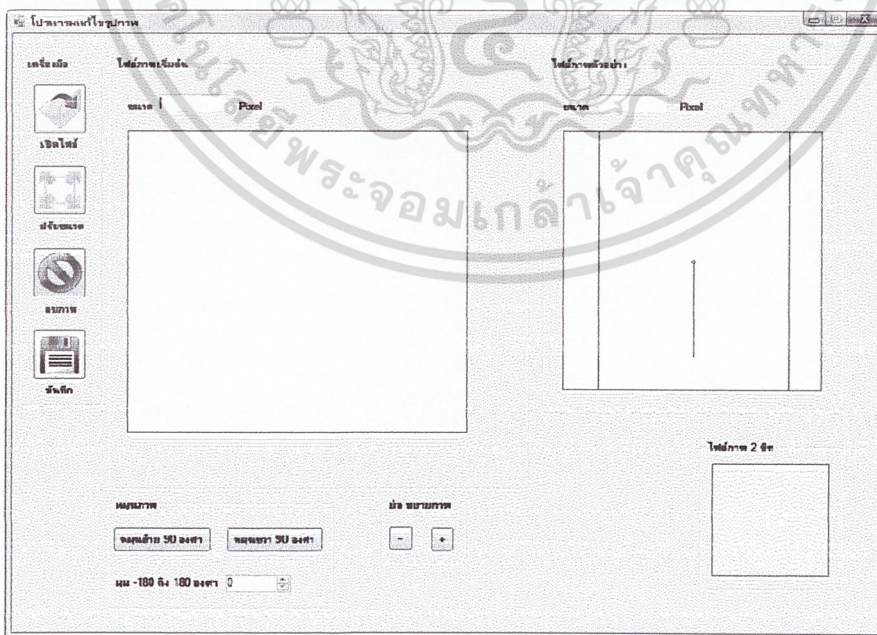 โปรแกรมแก้ไขรูปภาพ
เครื่องมือ
ไฟล์ภาพเริ่มต้น
ไฟล์ภาพตัวอย่าง
ขนาด Pixel
ขนาด Pixel
เปิดไฟล์
ปรับขนาด
ลบภาพ
บันทึก
ไฟล์ภาพ 2 สี
หมุนภาพ
ย่อ ขยายภาพ
หมุนซ้าย 90 องศา
หมุนขวา 90 องศา
-
+
มุม -180 ถึง 180 องศา 0
โนโลยีพระจอมเกล้าเจ้าคุณทหาร